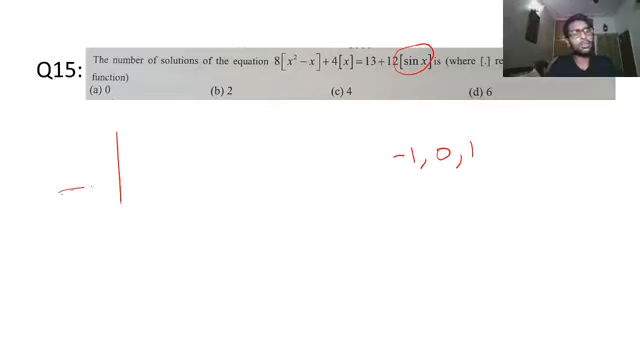 Q15:
The number of solutions of the equation 8[x² − x] + 4[x] = 13 + 12[sin x] is (where [.] re
function)
(a) 0 (b) 2 (c) 4 (d) 6
-1, 0, 1